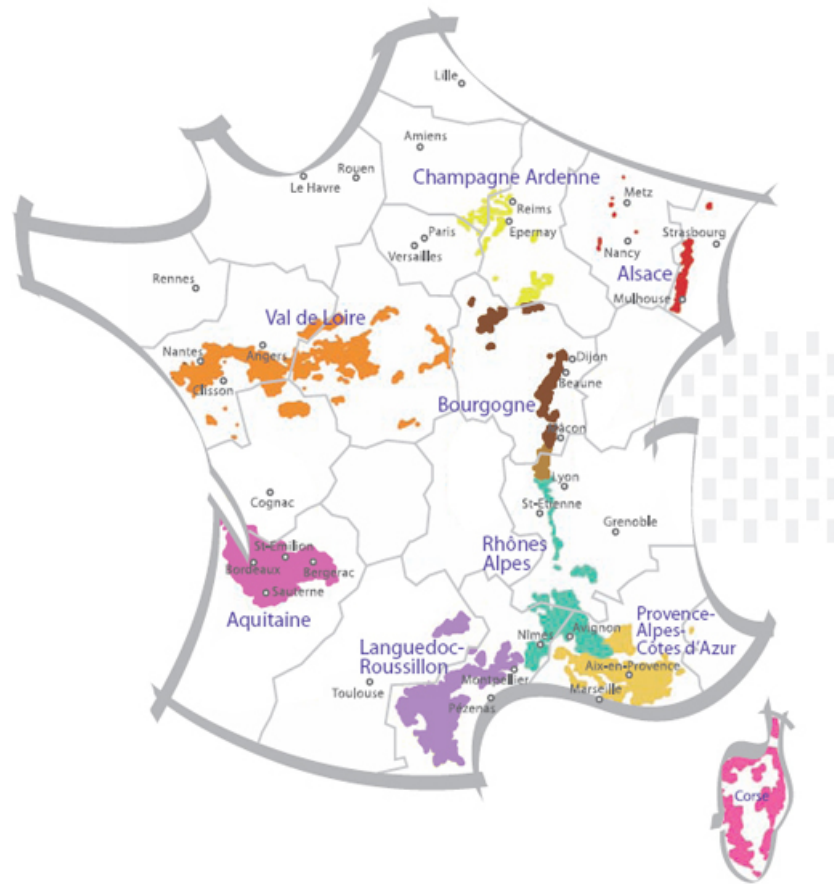 Lille
Amiens
Rouen
Le Havre
Champagne Ardenne
Reims
Epernay
Metz
Nancy
Strasbourg
Alsace
Mulhouse
Paris
Versailles
Rennes
Val de Loire
Nantes
Angers
Clisson
Dijon
Beaune
Bourgogne
Mâcon
Lyon
St-Etienne
Grenoble
Rhônes
Alpes
Cognac
St-Emilion
Bordeaux
Bergerac
Sauterne
Aquitaine
Languedoc-
Roussillon
Toulouse
Montpellier
Pézenas
Nîmes
Avignon
Provence-
Alpes-
Côtes d'Azur
Aix-en-Provence
Marseille
Corse